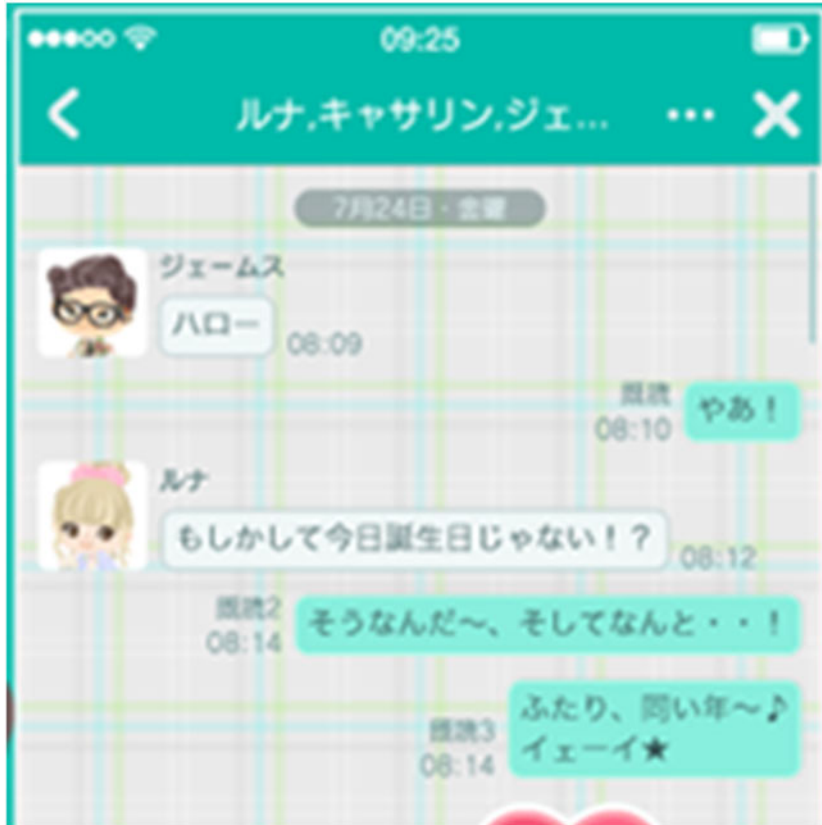 09:25
ルナ,キャサリン,ジェ...
7月24日・金曜
ジェームス
ハロー
08:09
既読
08:10
やあ！
ルナ
もしかして今日誕生日じゃない！？
08:12
既読2
08:14
そうなんだ〜、そしてなんと・・！
既読3
08:14
ふたり、同い年〜♪
イェーイ★